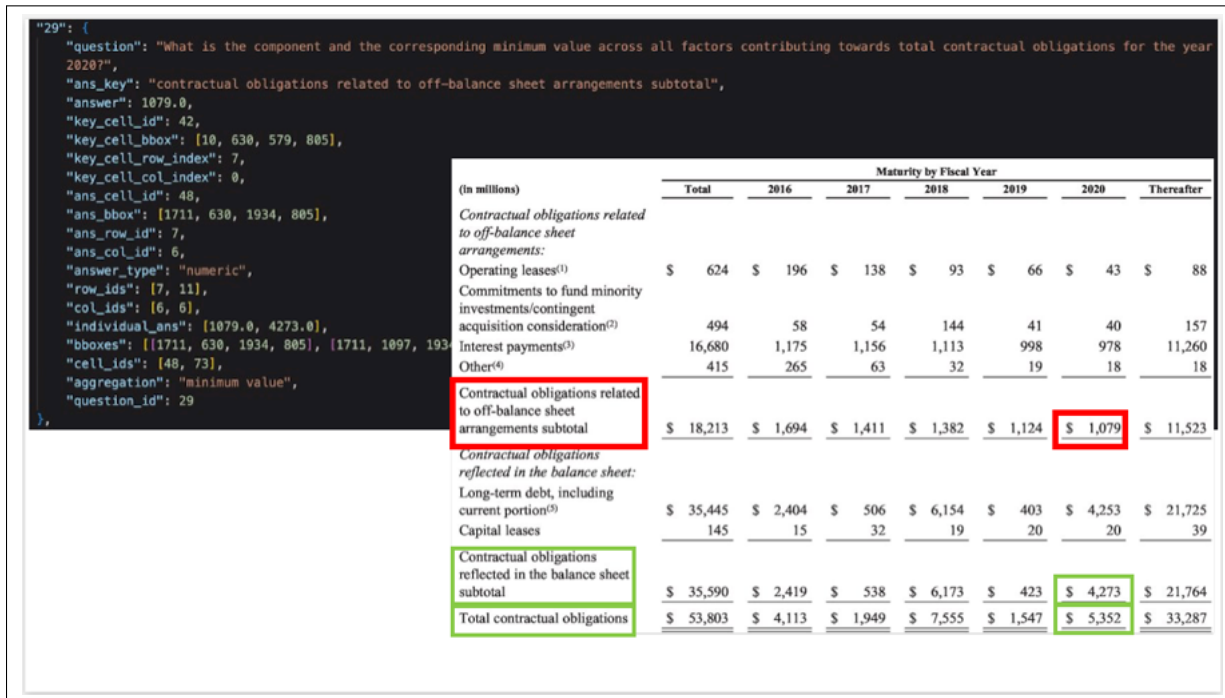 "29": {
"question": "What is the component and the corresponding minimum value across all factors contributing towards total contractual obligations for the year
2020?",
"ans_key": "contractual obligations related to off-balance sheet arrangements subtotal",
"answer": 1079.0,
"key_cell_id": 42,
"key_cell_bbox": [10, 630, 579, 805],
"key_cell_row_index": 7,
"key_cell_col_index": 0,
"ans_cell_id": 48,
"ans_bbox": [1711, 630, 1934, 805],
"ans_row_id": 7,
"ans_col_id": 6,
"answer_type": "numeric",
"row_ids": [7, 11],
"col_ids": [6, 6],
"individual_ans": [1079.0, 4273.0],
"bboxes": [[1711, 630, 1934, 805], [1711, 1097, 193
"cell_ids": [48, 73],
"aggregation": "minimum value",
"question_id": 29
},
Maturity by Fiscal Year
(in millions) Total 2016 2017 2018 2019 2020 Thereafter
Contractual obligations related
to off-balance sheet
arrangements:
Operating leases(1) $ 624 $ 196 $ 138 $ 93 $ 66 $ 43 $ 88
Commitments to fund minority
investments/contingent
acquisition consideration(2) 494 58 54 144 41 40 157
Interest payments(3) 16,680 1,175 1,156 1,113 998 978 11,260
Other(4) 415 265 63 32 19 18 18
Contractual obligations related
to off-balance sheet
arrangements subtotal $ 18,213 $ 1,694 $ 1,411 $ 1,382 $ 1,124 $ 1,079 $ 11,523
Contractual obligations
reflected in the balance sheet:
Long-term debt, including
current portion(5) $ 35,445 $ 2,404 $ 506 $ 6,154 $ 403 $ 4,253 $ 21,725
Capital leases 145 15 32 19 20 20 39
Contractual obligations
reflected in the balance sheet
subtotal $ 35,590 $ 2,419 $ 538 $ 6,173 $ 423 $ 4,273 $ 21,764
Total contractual obligations $ 53,803 $ 4,113 $ 1,949 $ 7,555 $ 1,547 $ 5,352 $ 33,287